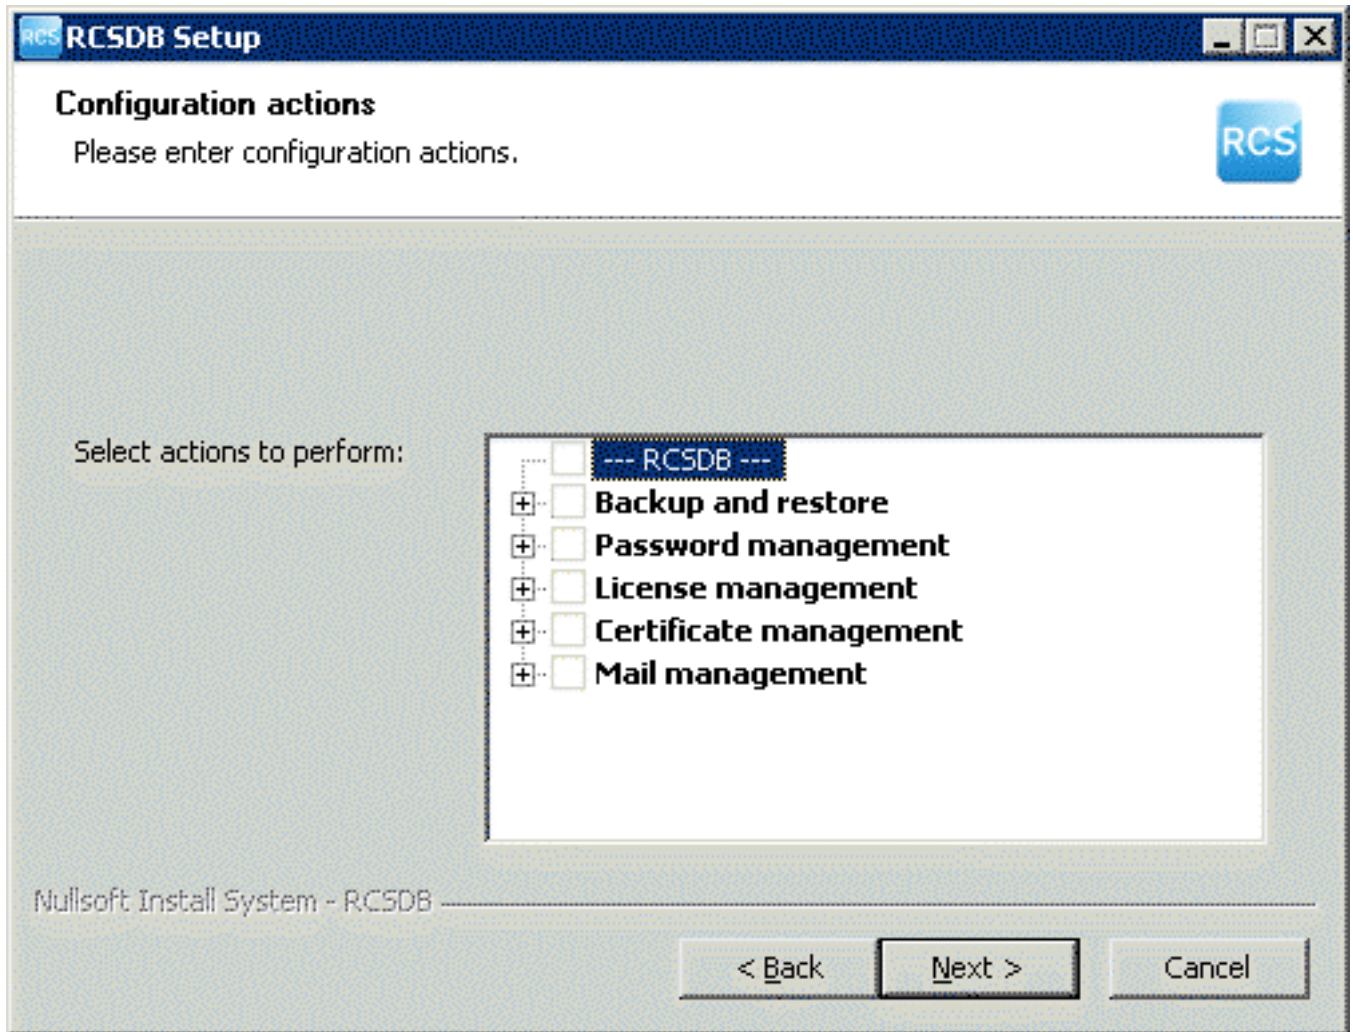 RCS RCSDB Setup
Configuration actions
Please enter configuration actions.
RCS
Select actions to perform:
--- RCSDB ---
Backup and restore
Password management
License management
Certificate management
Mail management
Nullsoft Install System - RCSDB
< Back
Next >
Cancel